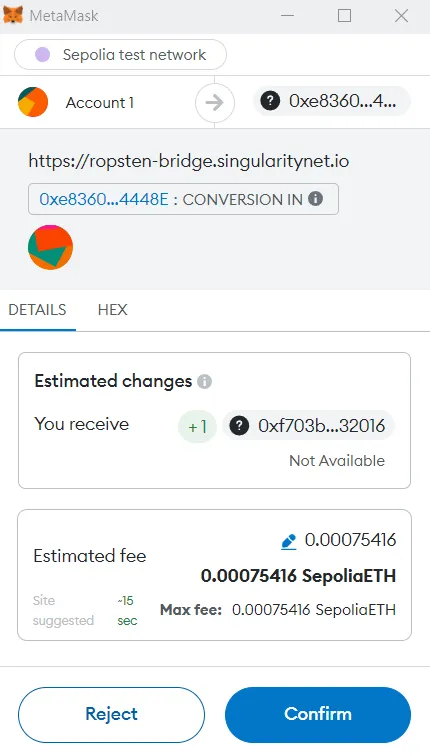 MetaMask
Sepolia test network
Account 1
0xe8360...4...
https://ropsten-bridge.singularitynet.io
0xe8360...4448E : CONVERSION IN
DETAILS HEX
Estimated changes
You receive +1 0xf703b...32016
Not Available
0.00075416
Estimated fee
0.00075416 SepoliaETH
Site suggested ~15 sec Max fee: 0.00075416 SepoliaETH
Reject Confirm